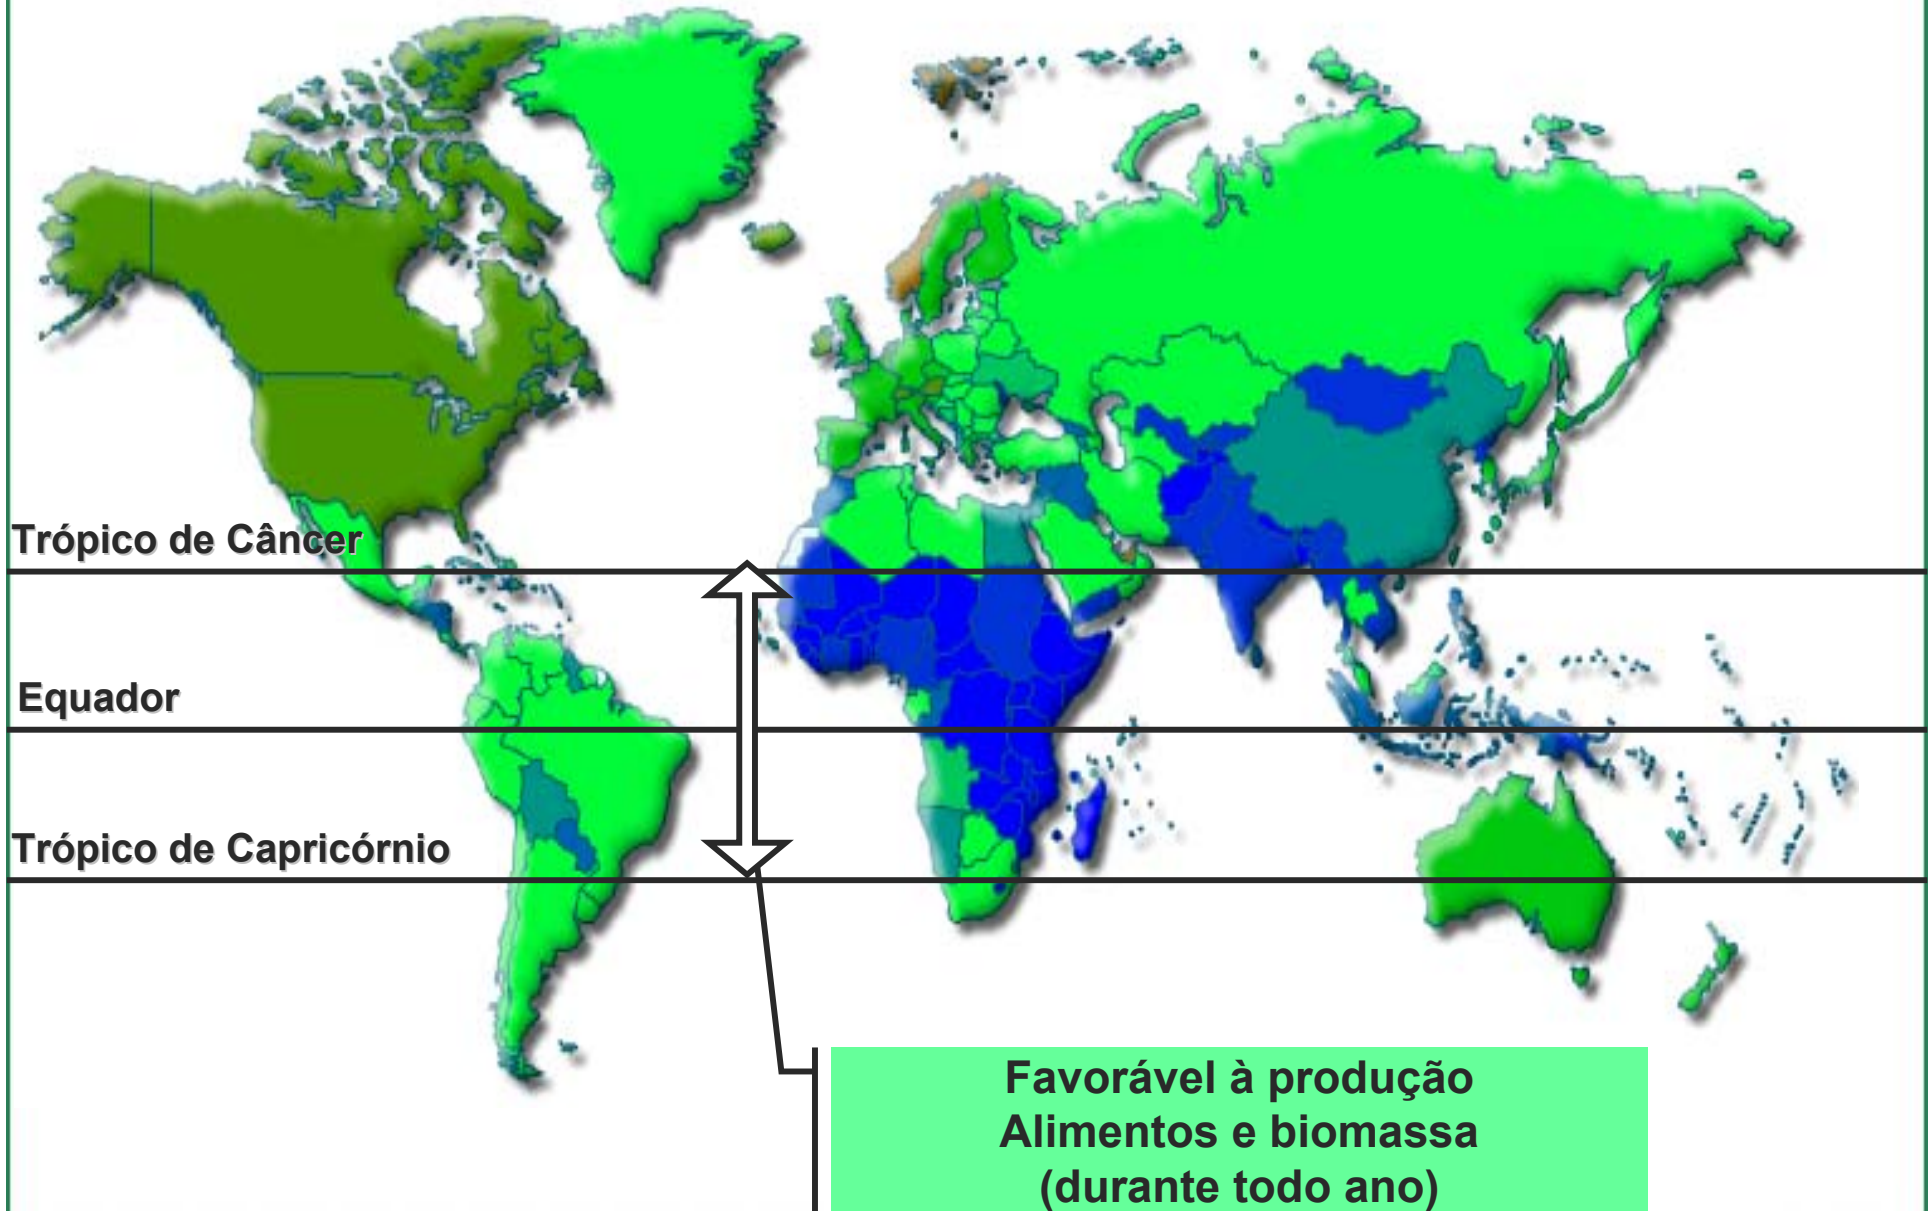 Trópico de Câncer
Equador
Trópico de Capricórnio
Favorável à produção
Alimentos e biomassa
(durante todo ano)